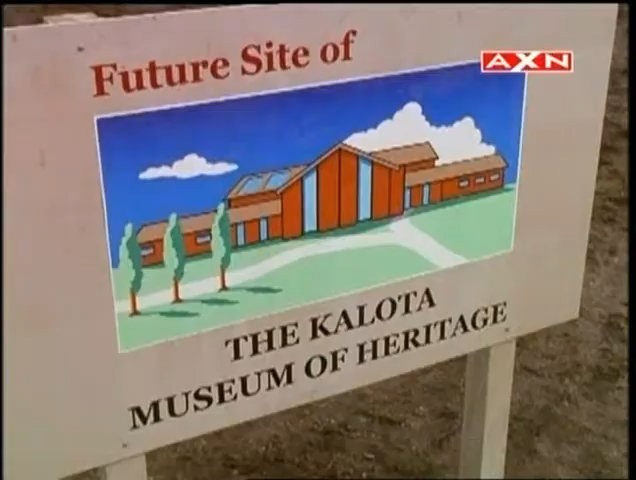 Future Site of
AXN
THE KALOTA
MUSEUM OF HERITAGE